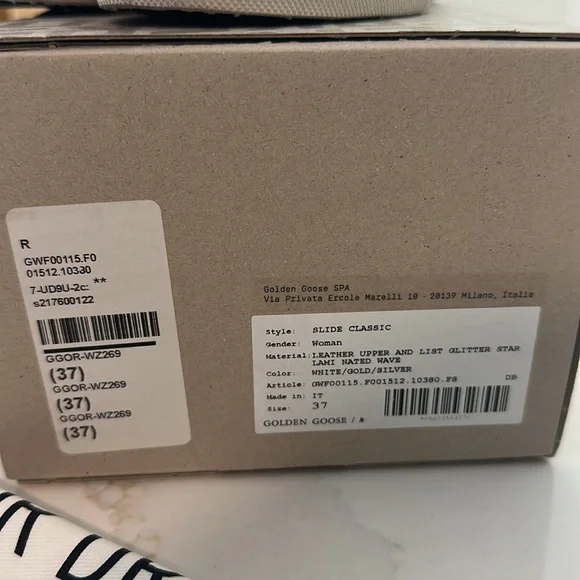 R
GWF00115.F0
01512.10380
7-UD9U-2c: **
s217600122
GGOR-WZ269
(37)
GGOR-WZ269
(37)
GGOR-WZ269
(37)
Golden Goose SPA
Via Privata Ercole Marelli 10 - 20139 Milano, Italia
Style: SLIDE CLASSIC
Gender: Woman
Material: LEATHER UPPER AND LIST GLITTER STAR
LAMI NATED WAVE
Color: WHITE/GOLD/SILVER
Article: GWF00115.F001512.10380.FS DB
Made in: IT
Size: 37
GOLDEN GOOSE /